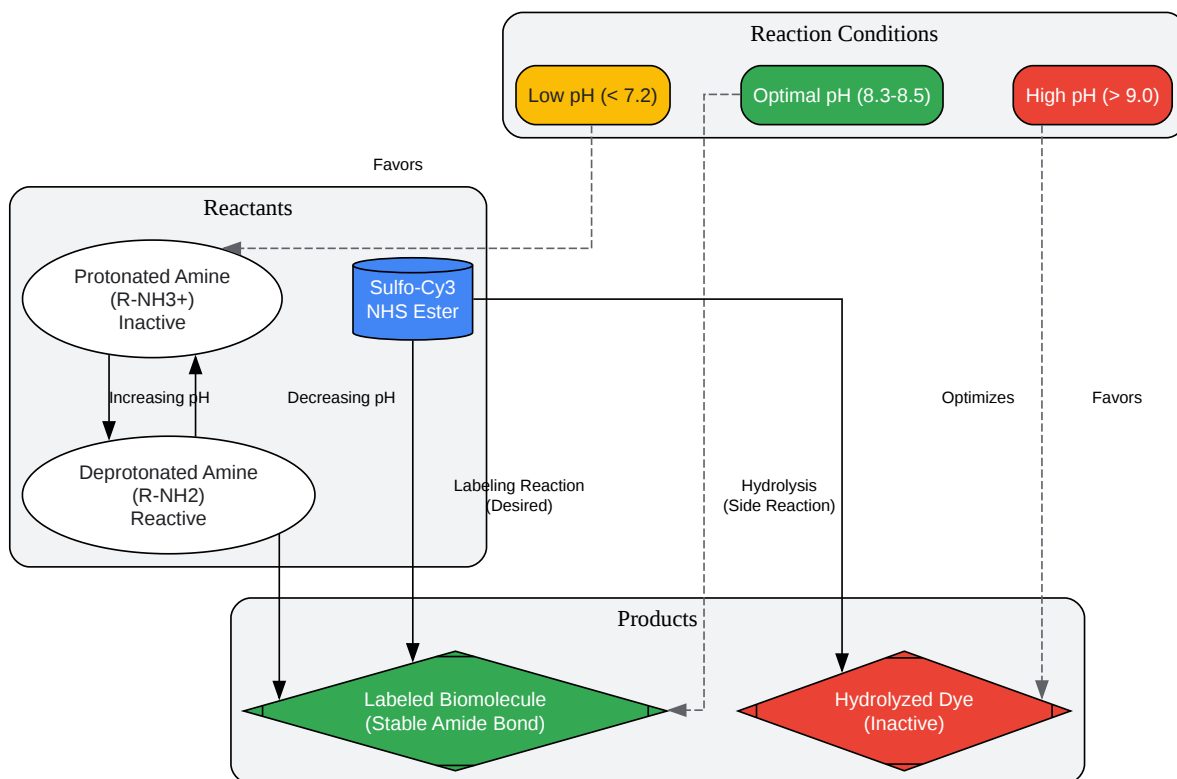 Reaction Conditions
Low pH (< 7.2)
Optimal pH (8.3-8.5)
High pH (> 9.0)
Favors
Reactants
Protonated Amine
(R-NH3+)
Inactive
Sulfo-Cy3
NHS Ester
Increasing pH
Decreasing pH
Optimizes
Favors
Deprotonated Amine
(R-NH2)
Reactive
Labeling Reaction
(Desired)
Hydrolysis
(Side Reaction)
Products
Labeled Biomolecule
(Stable Amide Bond)
Hydrolyzed Dye
(Inactive)